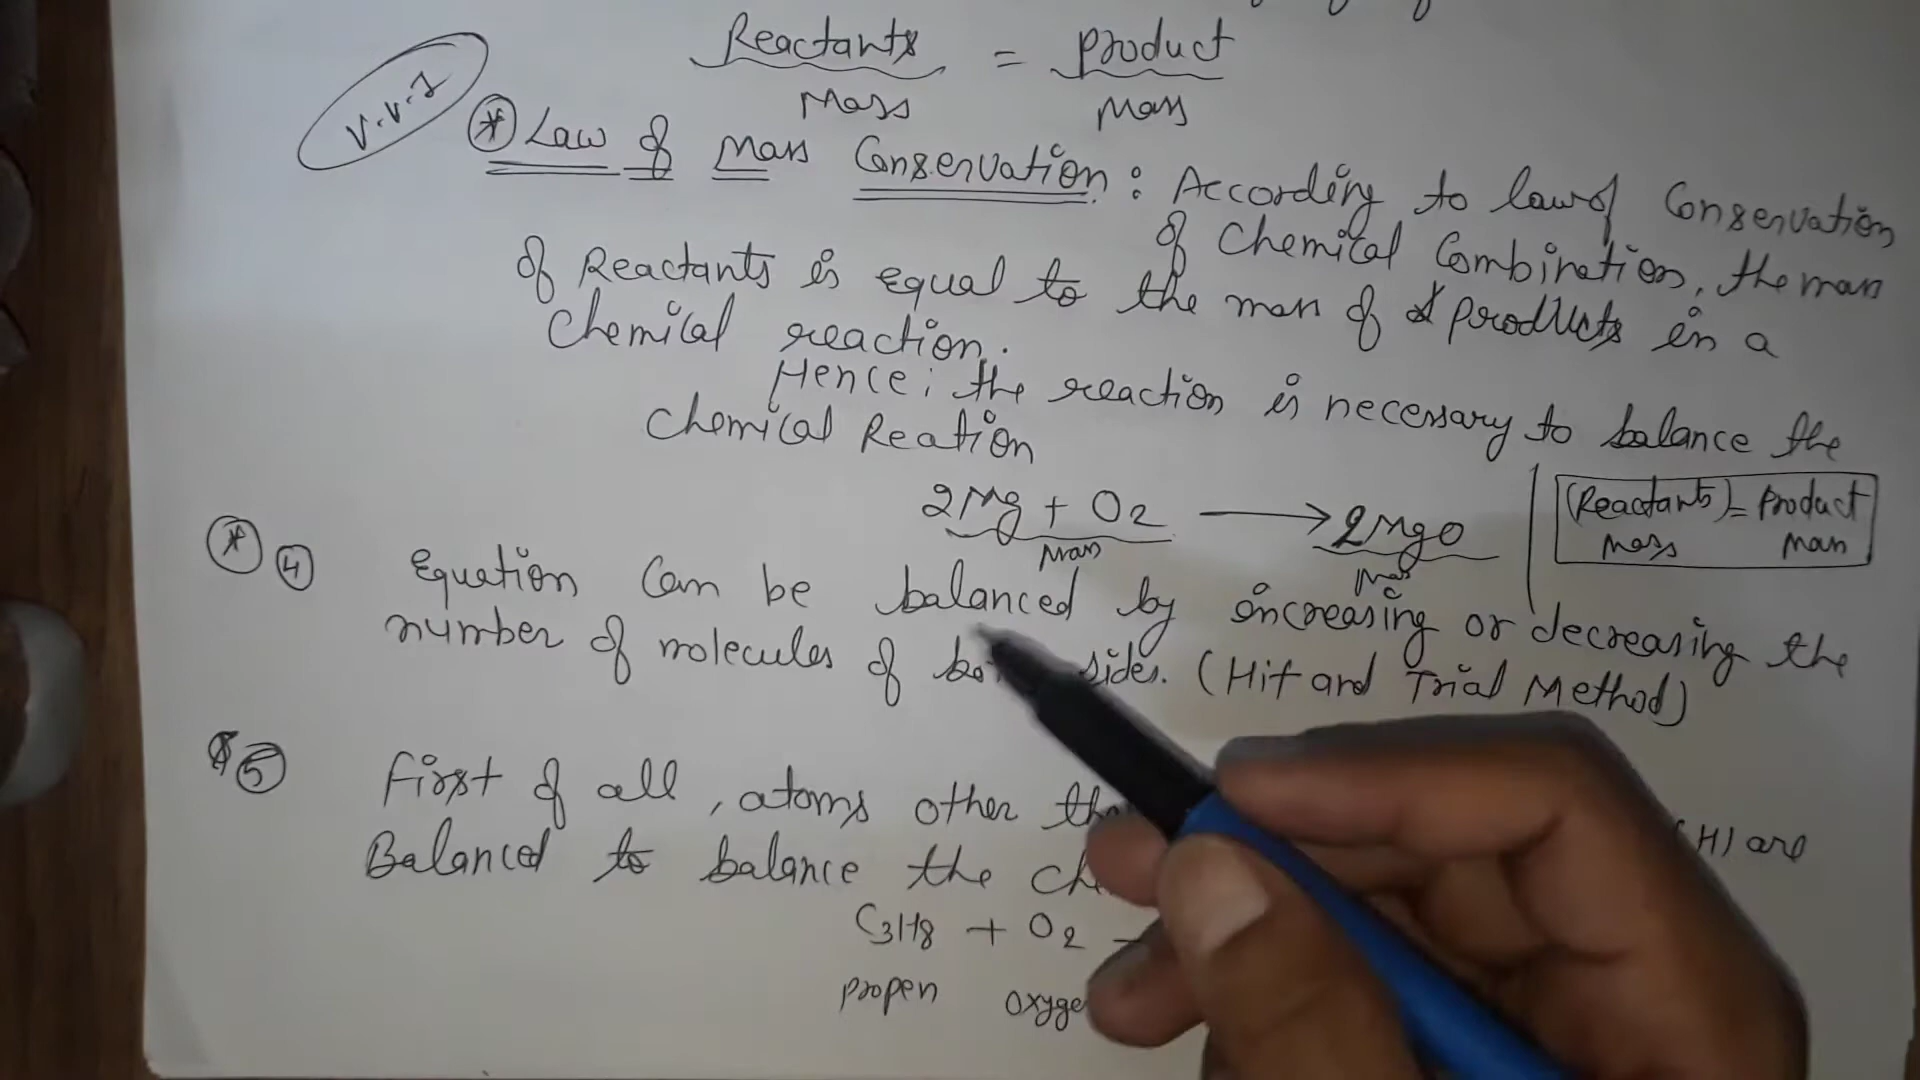 Reactants = product
Mass Mass
V.V.I
* Law of Mass Conservation : According to law of Conservation
of Chemical Combination, the mass
of Reactants is equal to the mass of products in a
Chemical reaction.
Hence; the reaction is necessary to balance the
Chemical Reation
2Mg + O2 → 2MgO
Mass Mass
(Reactants) = Product
Mass Mass
* 4 Equation Can be balanced by increasing or decreasing the
number of molecules of sides. (Hit and Trial Method)
5 First of all, atoms other (H) are
Balanced to balance the
C3H8 + O2
propen